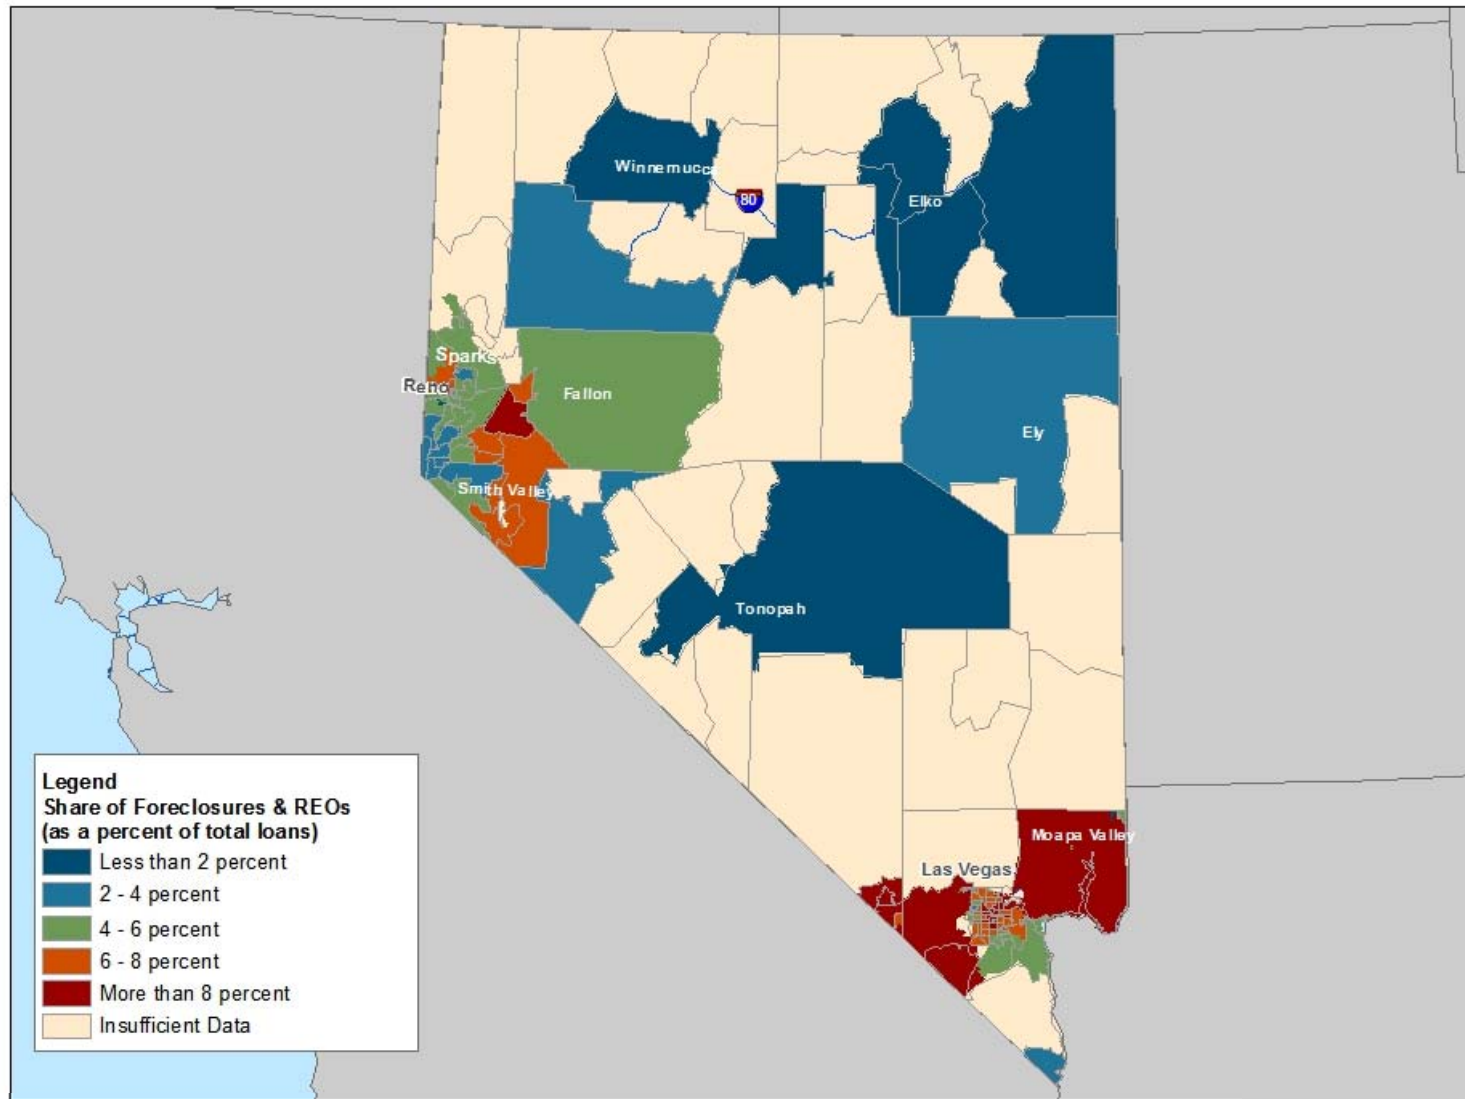 Winnemucca
80
Elko
Sparks
Reno
Fallon
Ely
Smith Valley
Tonopah
Moapa Valley
Las Vegas
Legend
Share of Foreclosures & REOs
(as a percent of total loans)
Less than 2 percent
2 - 4 percent
4 - 6 percent
6 - 8 percent
More than 8 percent
Insufficient Data